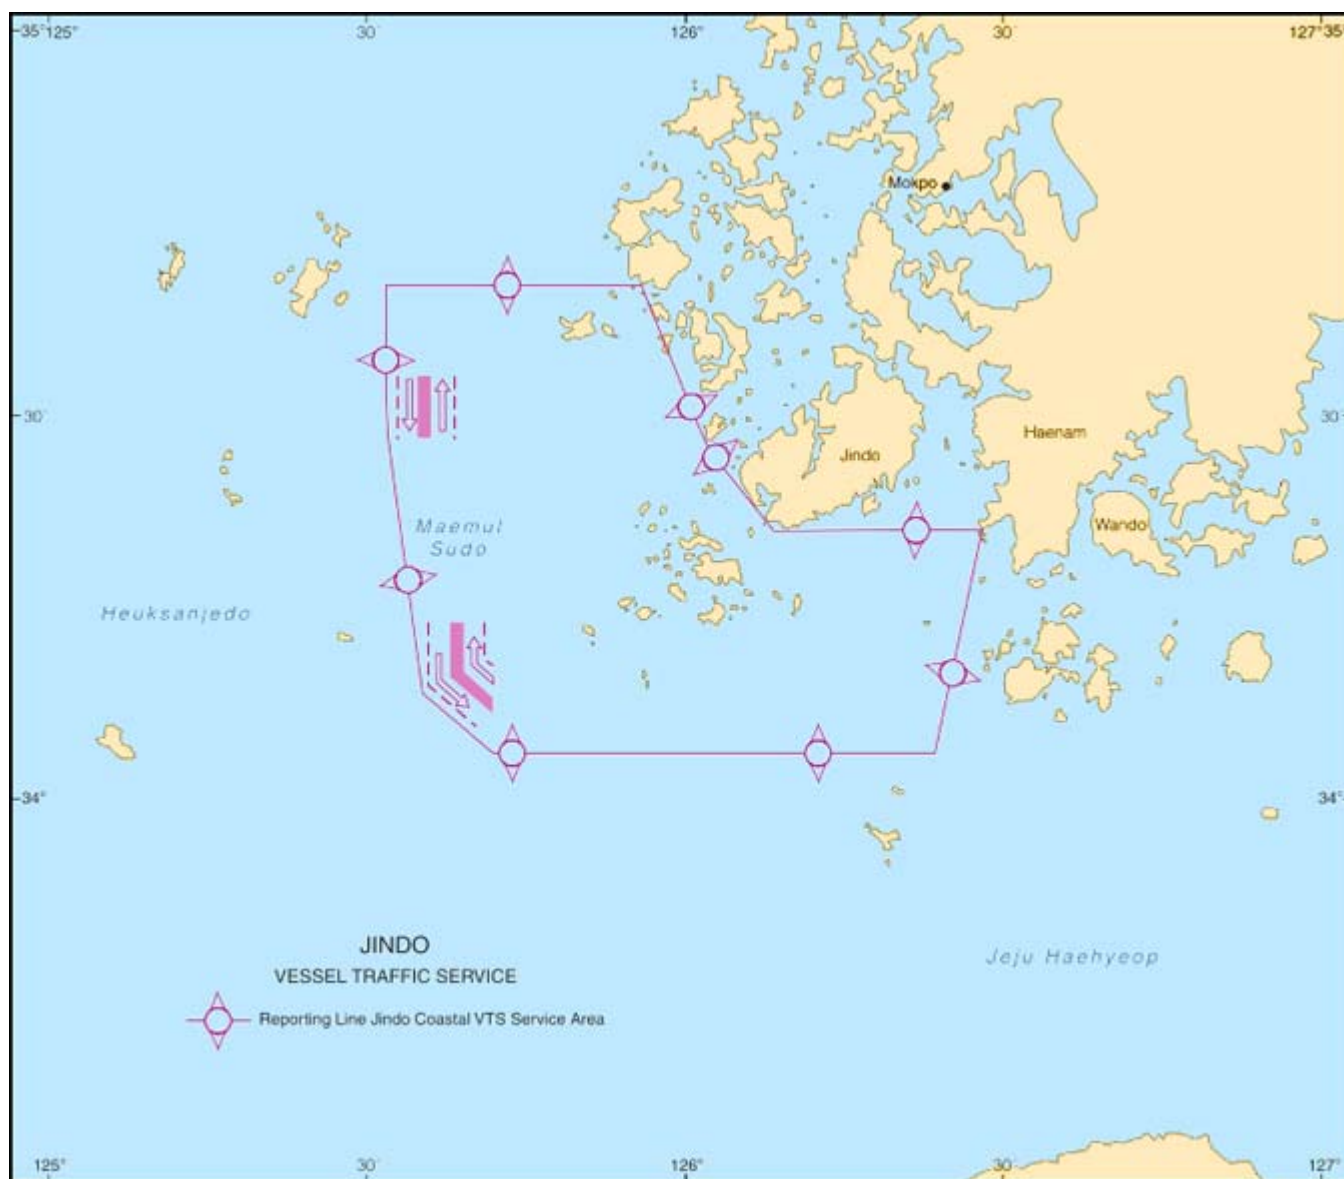 35° 125° 30´ 126° 30´ 127° 35°
Mokpo
30´ 30´
Haenam
Jindo
Wando
Maemul
Sudo
Heuksanjedo
34° 34°
JINDO
VESSEL TRAFFIC SERVICE
Jeju Haehyeop
Reporting Line Jindo Coastal VTS Service Area
125° 30´ 126° 30´ 127°